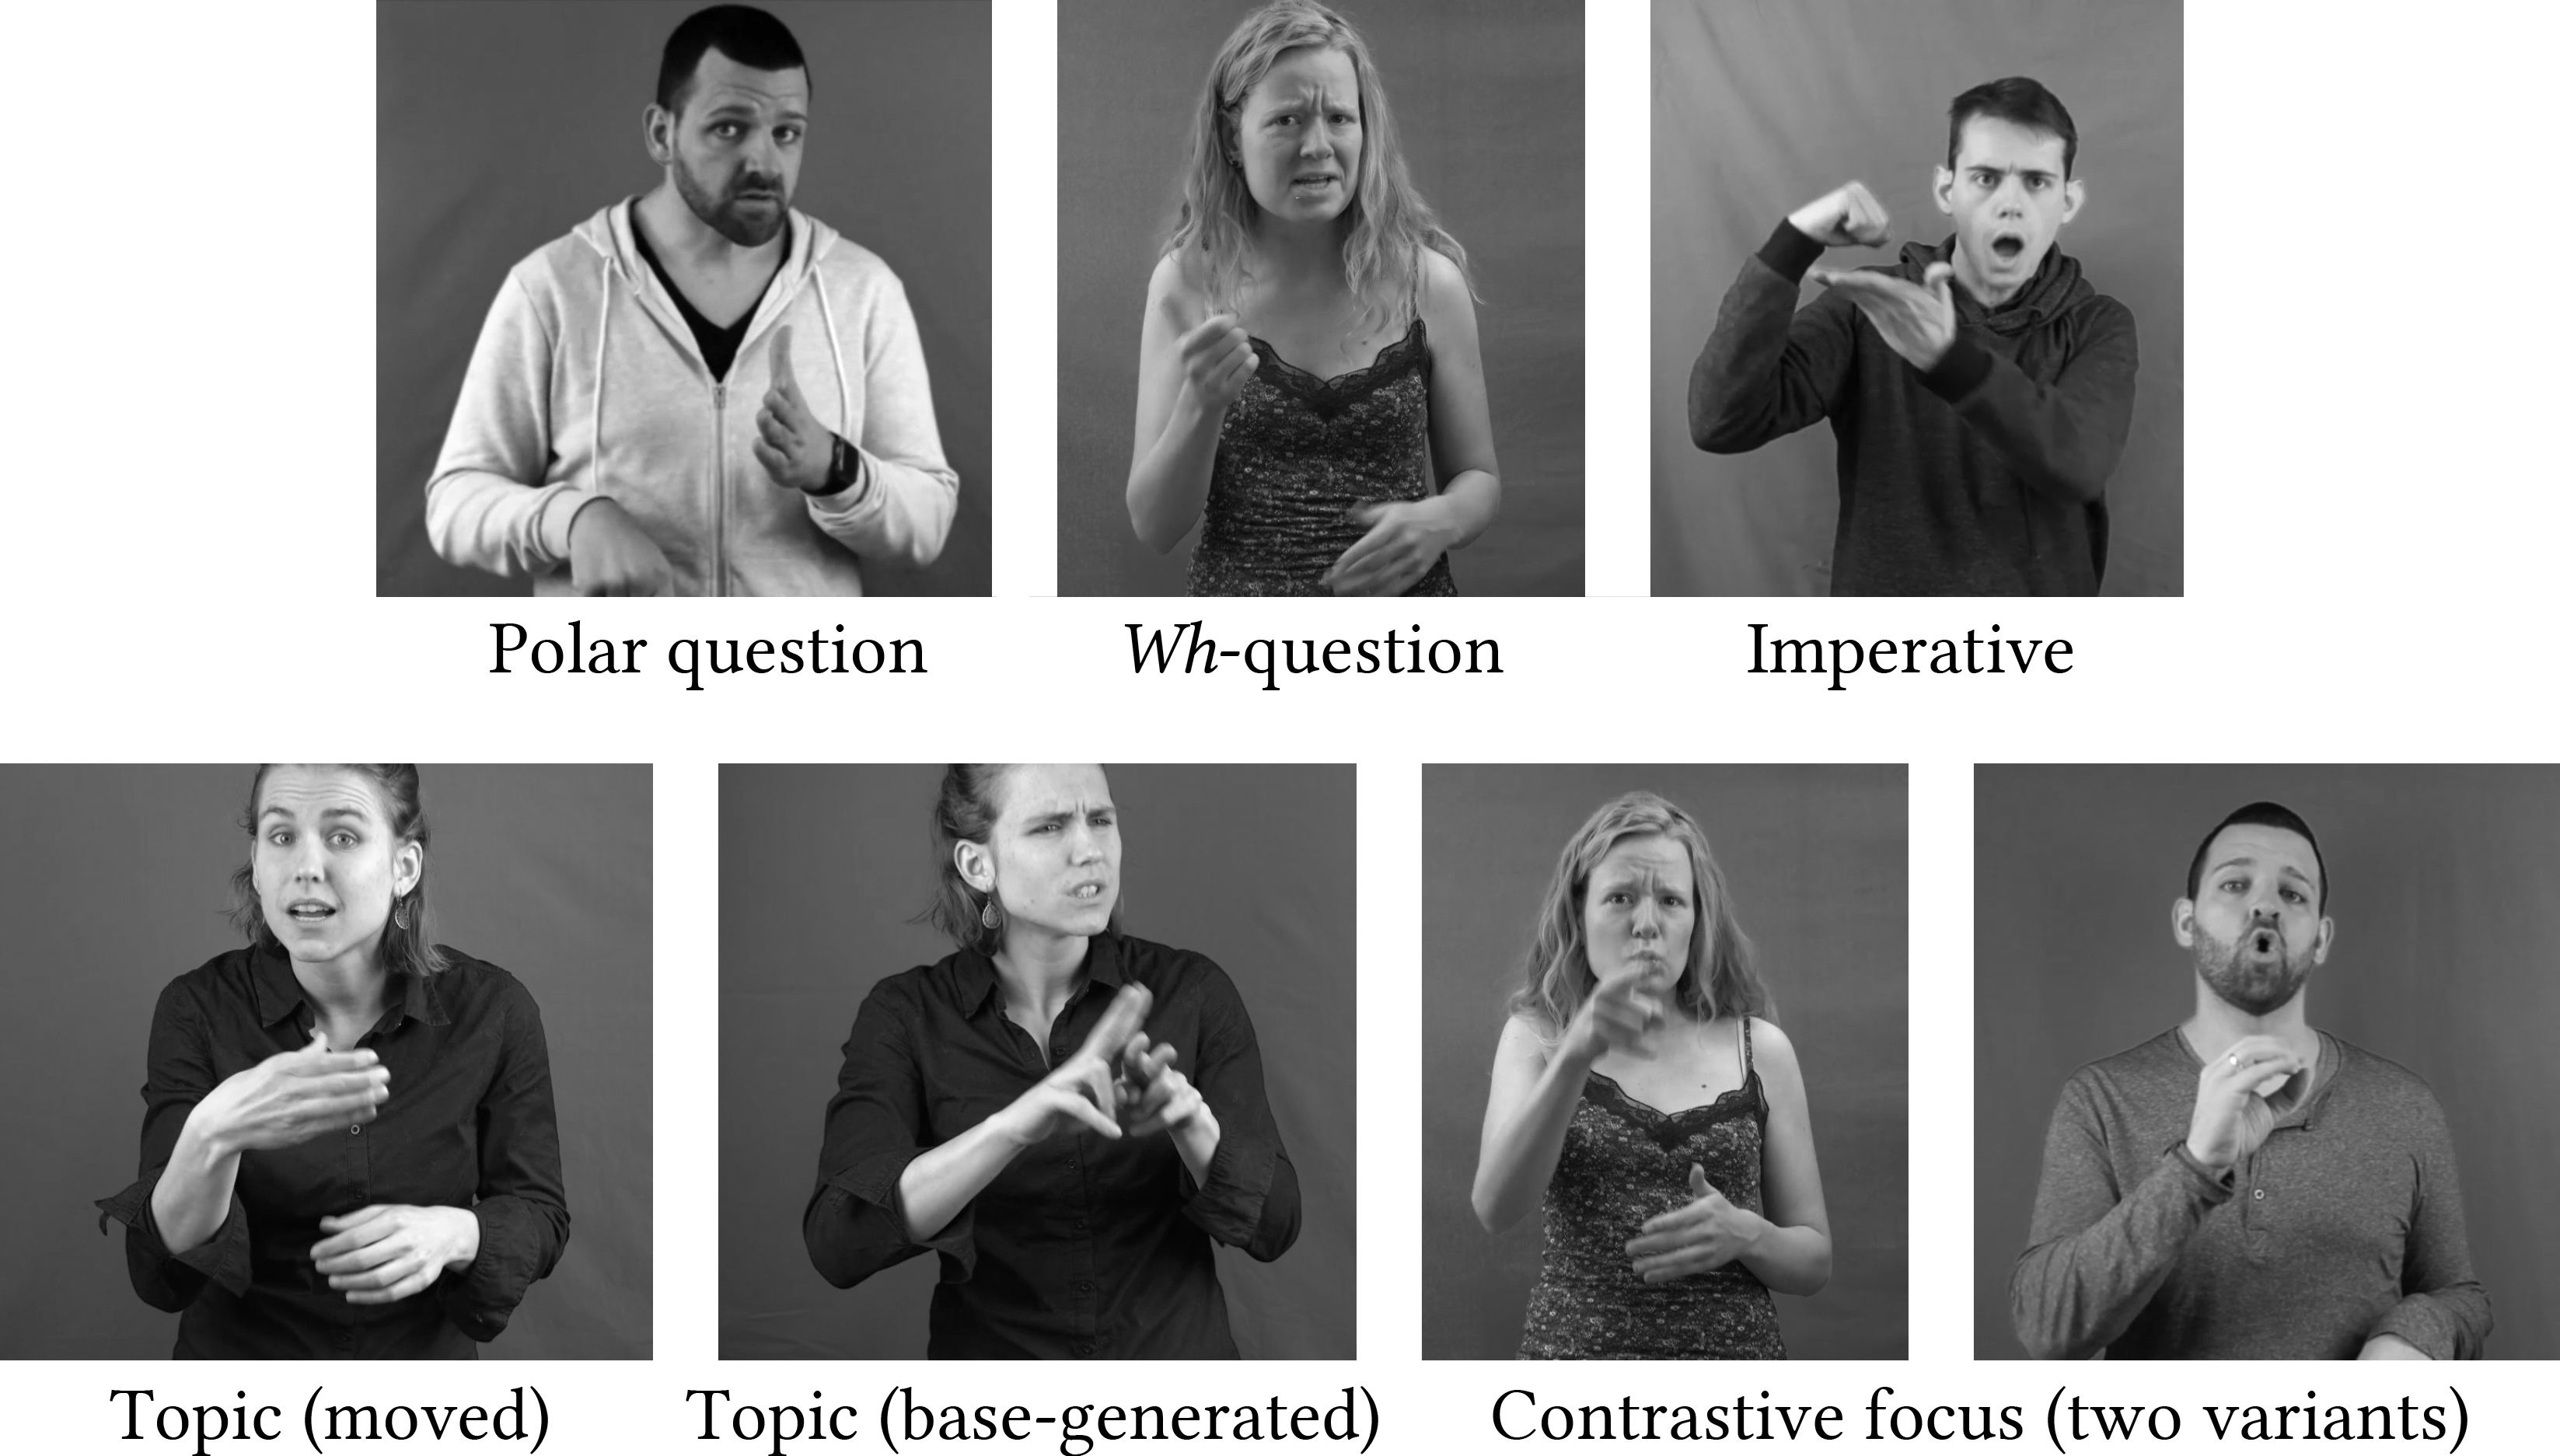 Polar question
Wh-question
Imperative
Topic (moved)
Topic (base-generated)
Contrastive focus (two variants)